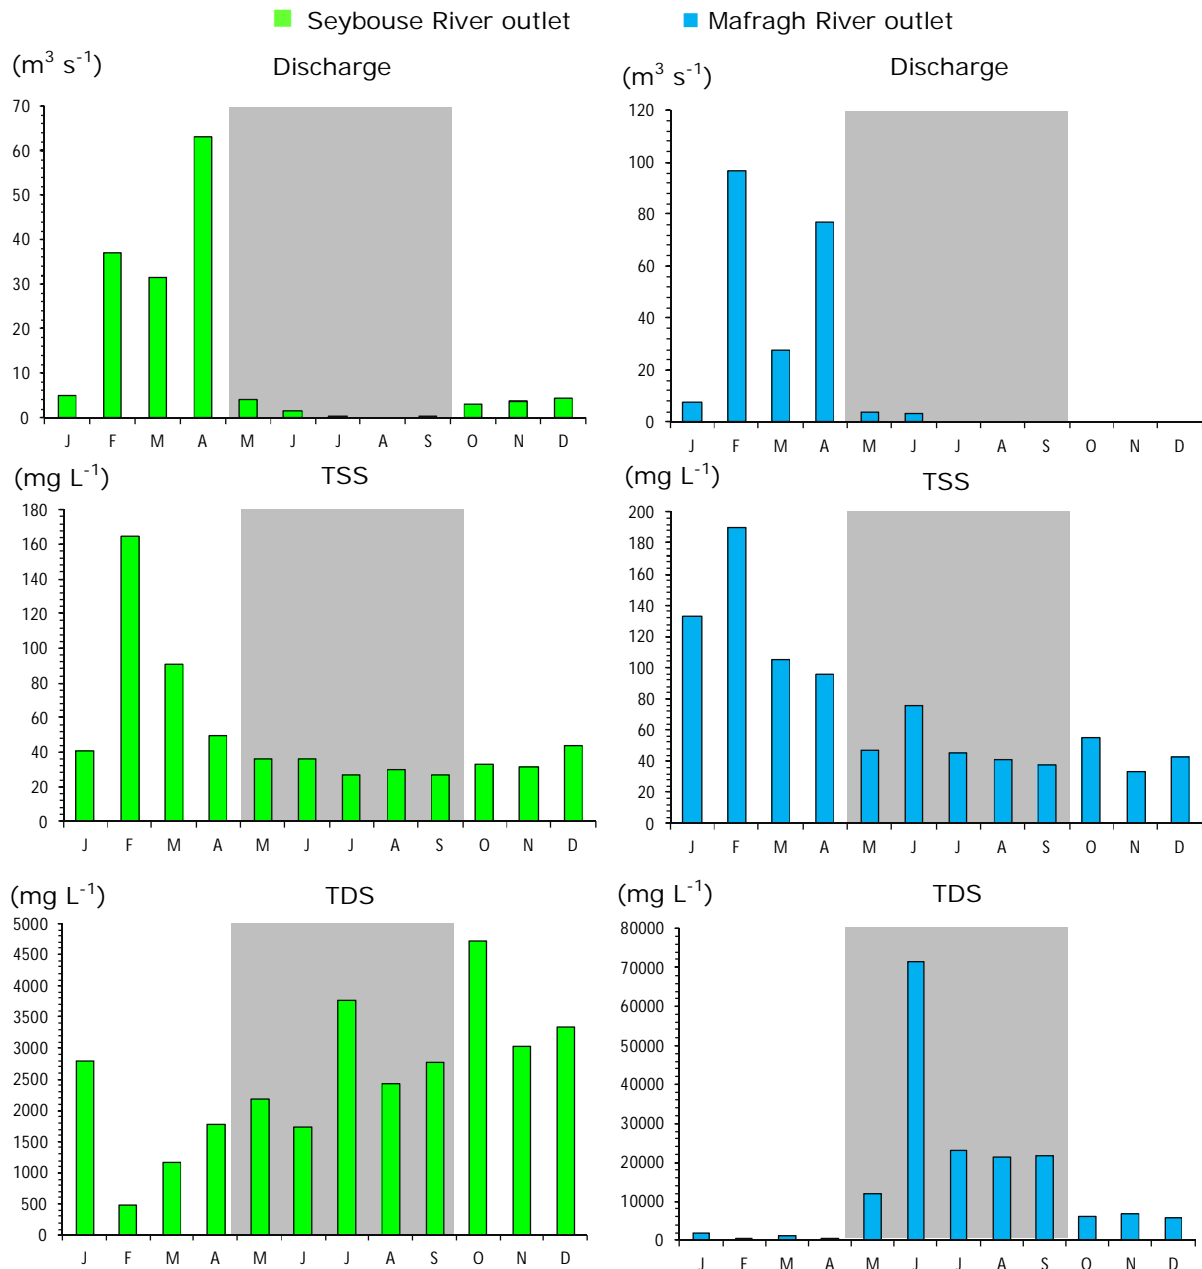 Seybouse River outlet
Mafragh River outlet
(m³ s⁻¹)
Discharge
70
60
50
40
30
20
10
0
J F M A M J J A S O N D
(m³ s⁻¹)
Discharge
120
100
80
60
40
20
0
J F M A M J J A S O N D
(mg L⁻¹)
TSS
180
160
140
120
100
80
60
40
20
0
J F M A M J J A S O N D
(mg L⁻¹)
TSS
200
180
160
140
120
100
80
60
40
20
0
J F M A M J J A S O N D
(mg L⁻¹)
TDS
5000
4500
4000
3500
3000
2500
2000
1500
1000
500
0
J F M A M J J A S O N D
(mg L⁻¹)
TDS
80000
70000
60000
50000
40000
30000
20000
10000
0
J F M A M J J A S O N D